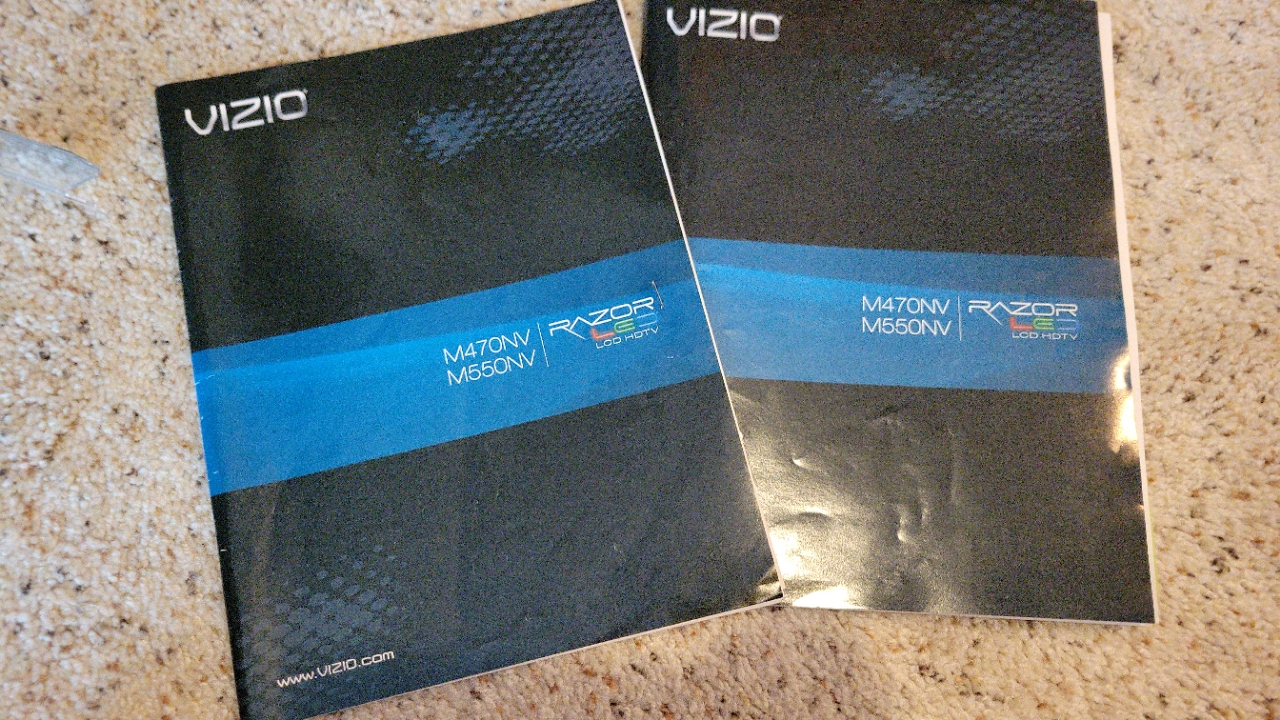 VIZIO
M470NV
M550NV
RAZOR
LED
LCD HDTV
www.VIZIO.com
VIZIO
M470NV
M550NV
RAZOR
LED
LCD HDTV